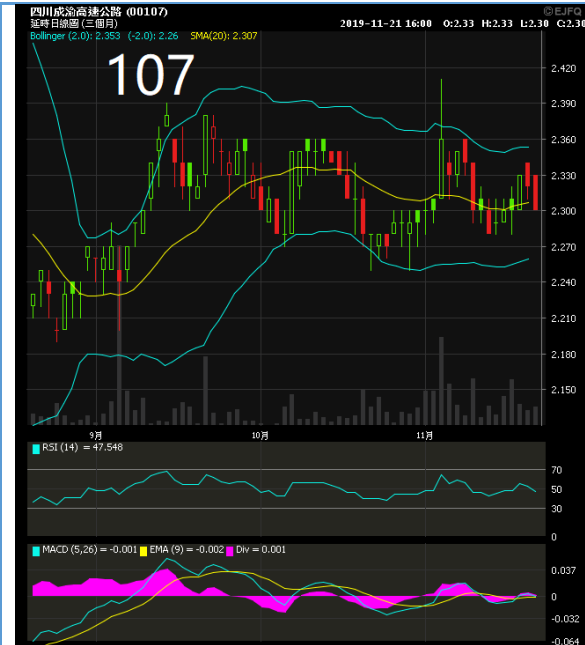 四川成渝高速公路 (00107)
©EJFQ
延時日線圖 (三個月)
2019-11-21 16:00 O:2.33 H:2.33 L:2.30 C:2.30
Bollinger (2.0): 2.353 (-2.0): 2.26 SMA(20): 2.307
107
2.420
2.390
2.360
2.330
2.300
2.270
2.240
2.210
2.180
2.150
9月 10月 11月
RSI (14) = 47.548
70
50
30
0
MACD (5,26) = -0.001 EMA (9) = -0.002 Div = 0.001
0.037
0
-0.032
-0.064